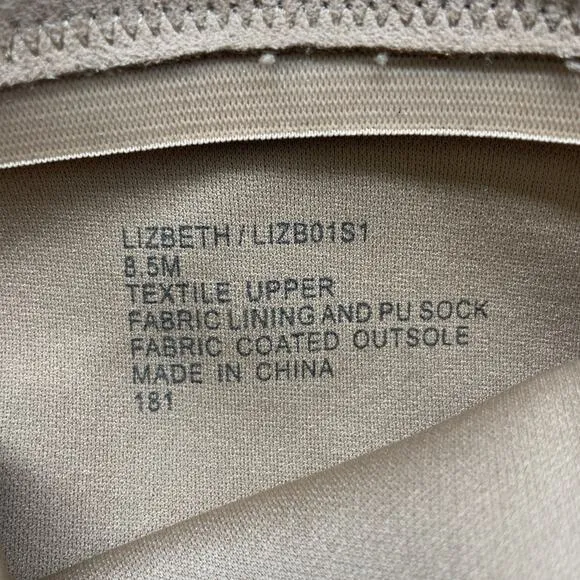 LIZBETH / LIZB01S1
8.5M
TEXTILE UPPER
FABRIC LINING AND PU SOCK
FABRIC COATED OUTSOLE
MADE IN CHINA
181